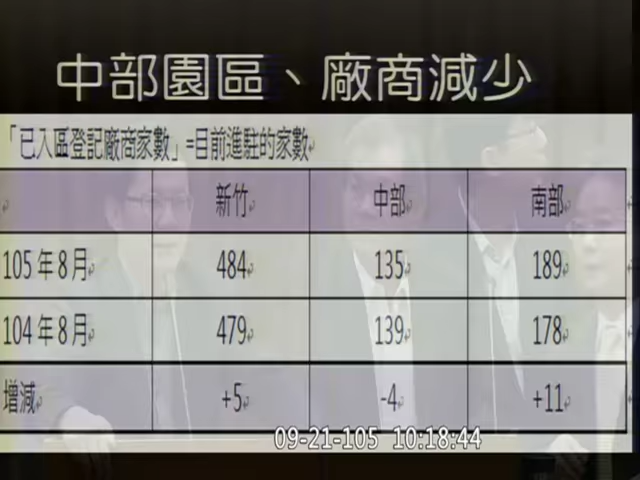 中部園區、廠商減少
「已入區登記廠商家數」=目前進駐的家數
新竹 中部 南部
105年8月 484 135 189
104年8月 479 139 178
增減 +5 -4 +11
09-21-105 10:18:44